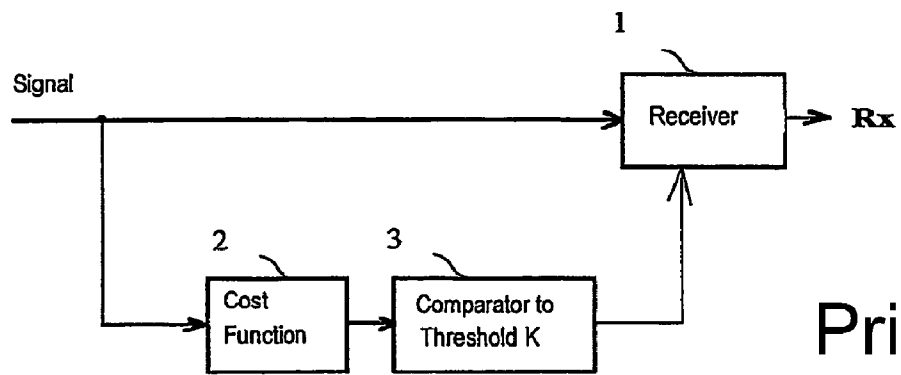 1
Signal
Receiver
Rx
2
3
Cost
Function
Comparator to
Threshold K
Pri